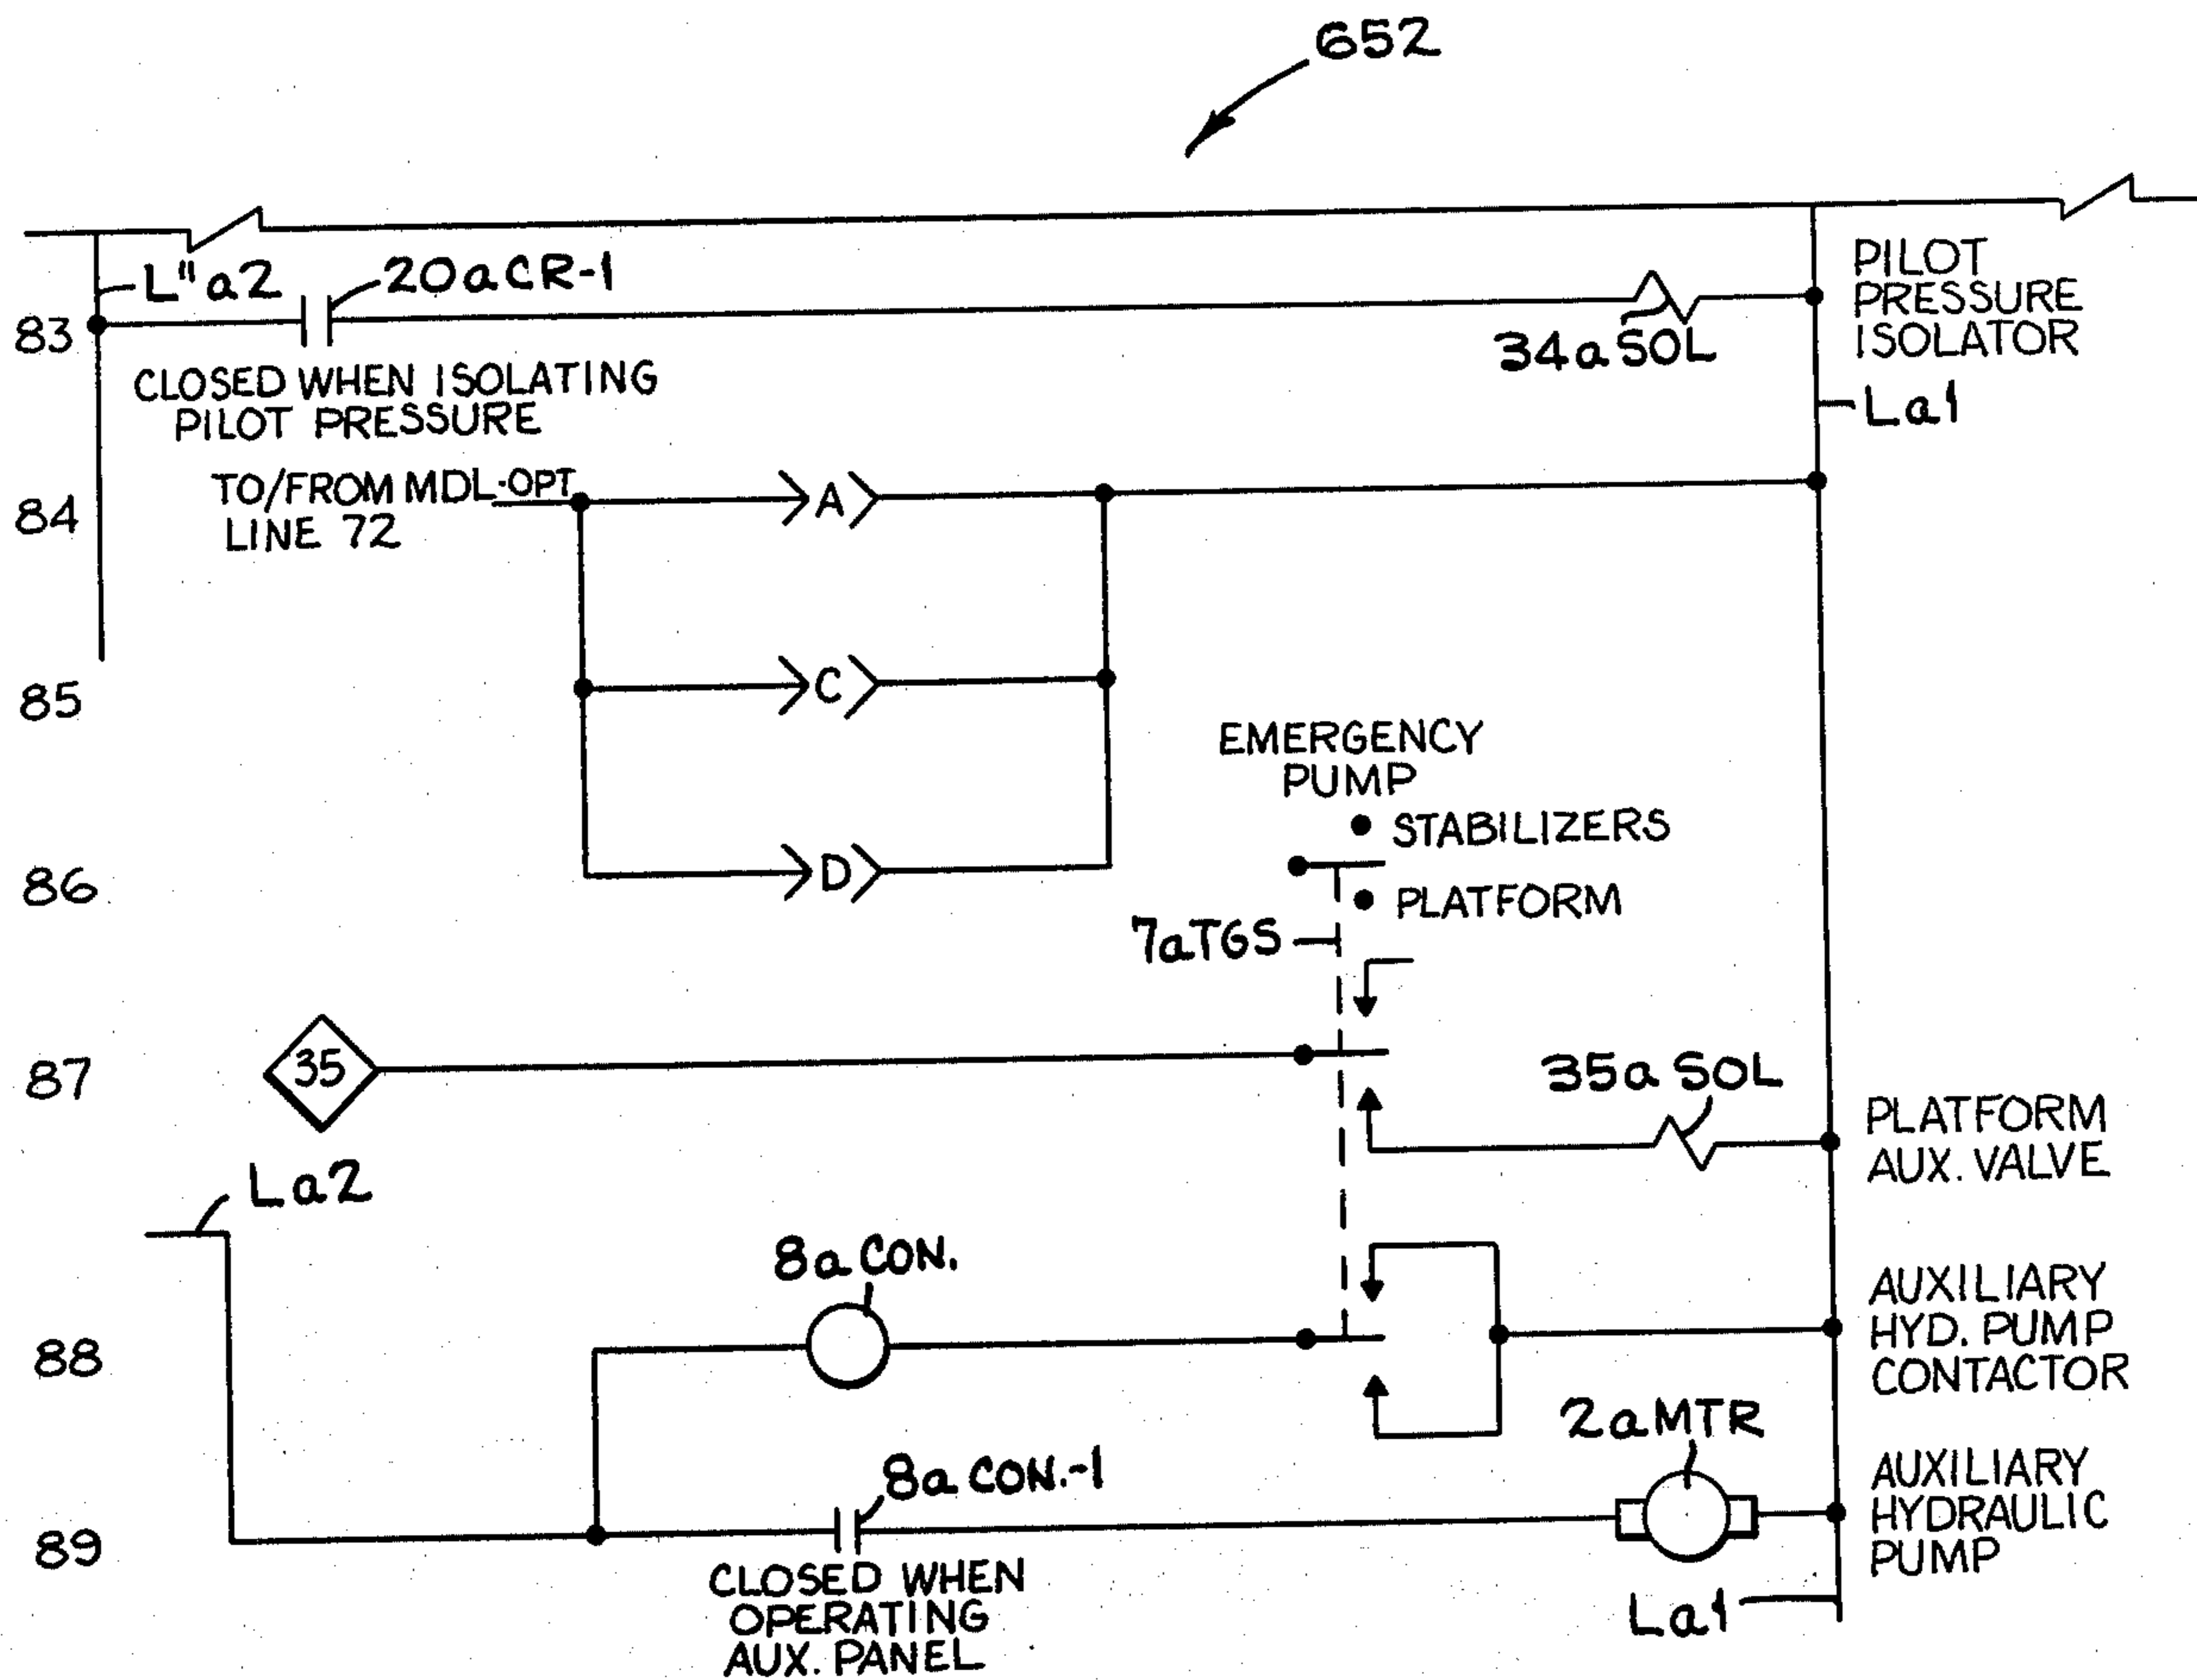 652
L"a2
20aCR-1
83
34aSOL
PILOT
PRESSURE
ISOLATOR
CLOSED WHEN ISOLATING
PILOT PRESSURE
La1
TO/FROM MDL-OPT
LINE 72
84
A
85
C
EMERGENCY
PUMP
STABILIZERS
86
D
PLATFORM
7aTGS
87
35
35a SOL
PLATFORM
AUX. VALVE
La2
8a CON.
88
AUXILIARY
HYD. PUMP
CONTACTOR
2aMTR
8a CON.-1
89
AUXILIARY
HYDRAULIC
PUMP
CLOSED WHEN
OPERATING
AUX. PANEL
La1